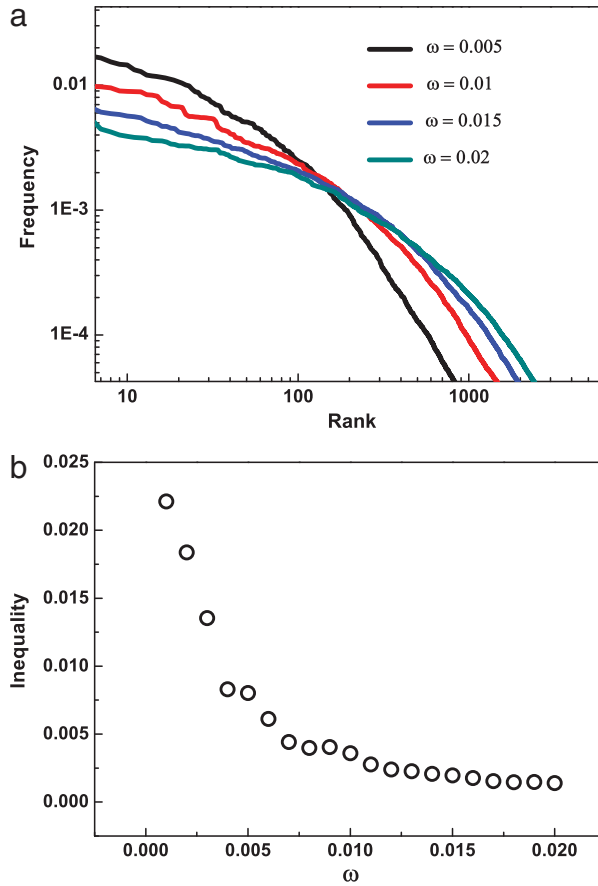 a
ω = 0.005
ω = 0.01
ω = 0.015
ω = 0.02
0.01
1E-3
1E-4
Frequency
10
100
1000
Rank
b
0.025
0.020
0.015
0.010
0.005
0.000
Inequality
0.000
0.005
0.010
0.015
0.020
ω